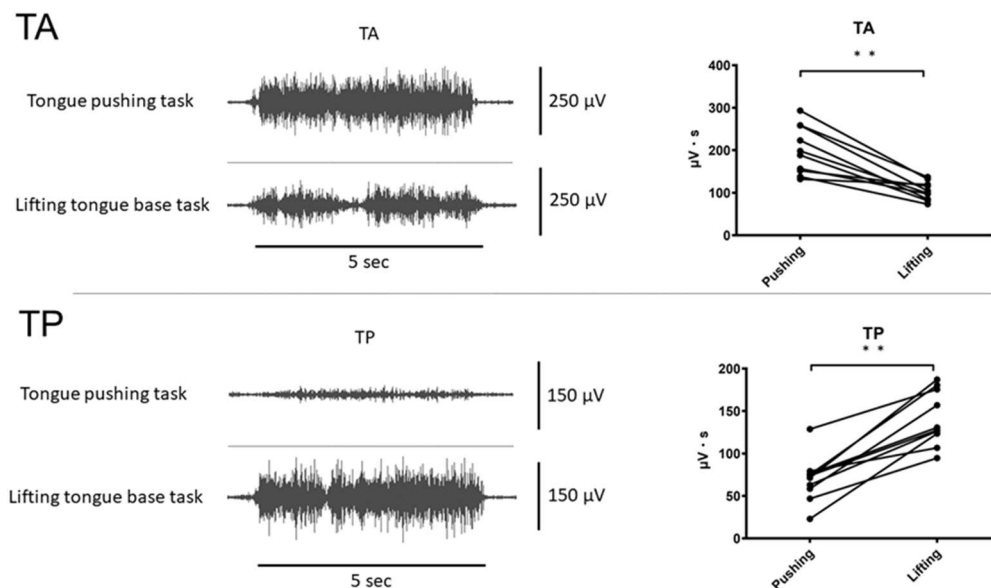 TA
TA
Tongue pushing task
250 µV
Lifting tongue base task
250 µV
5 sec
TA
* *
400
300
200
100
0
µV · s
Pushing
Lifting
TP
TP
Tongue pushing task
150 µV
Lifting tongue base task
150 µV
5 sec
TP
* *
200
150
100
50
0
µV · s
Pushing
Lifting